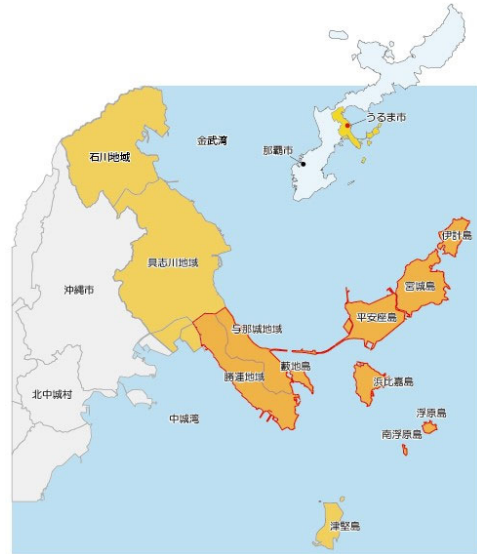 うるま市
那覇市
金武湾
石川地域
伊計島
具志川地域
宮城島
沖縄市
平安座島
与那城地域
藪地島
勝連地域
浜比嘉島
北中城村
中城湾
浮原島
南浮原島
津堅島